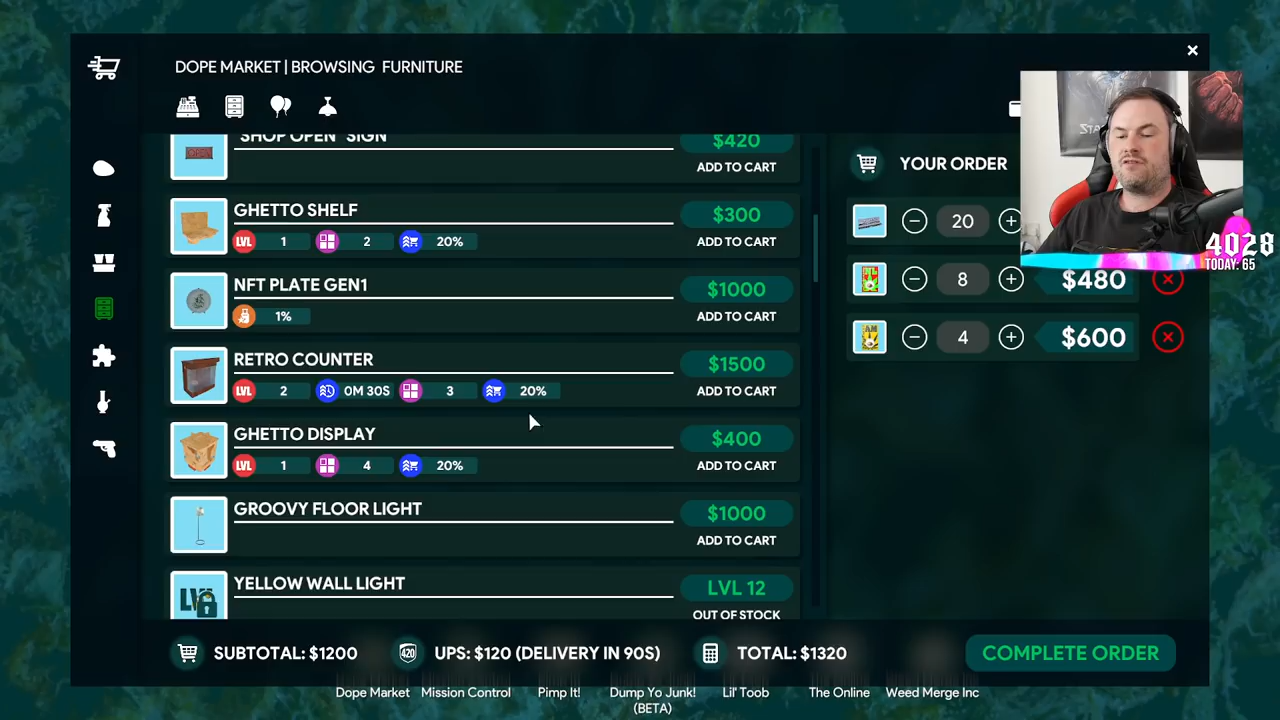 DOPE MARKET | BROWSING FURNITURE
"SHOP OPEN" SIGN
$420
ADD TO CART
GHETTO SHELF
$300
LVL 1 2 20%
ADD TO CART
NFT PLATE GEN1
$1000
1%
ADD TO CART
RETRO COUNTER
$1500
LVL 2 0M 30S 3 20%
ADD TO CART
GHETTO DISPLAY
$400
LVL 1 4 20%
ADD TO CART
GROOVY FLOOR LIGHT
$1000
ADD TO CART
YELLOW WALL LIGHT
LVL 12
OUT OF STOCK
YOUR ORDER
20
8 $480
4 $600
4028
TODAY: 65
SUBTOTAL: $1200
420
UPS: $120 (DELIVERY IN 90S)
TOTAL: $1320
COMPLETE ORDER
Dope Market Mission Control Pimp It! Dump Yo Junk! Lil' Toob The Online Weed Merge Inc
(BETA)